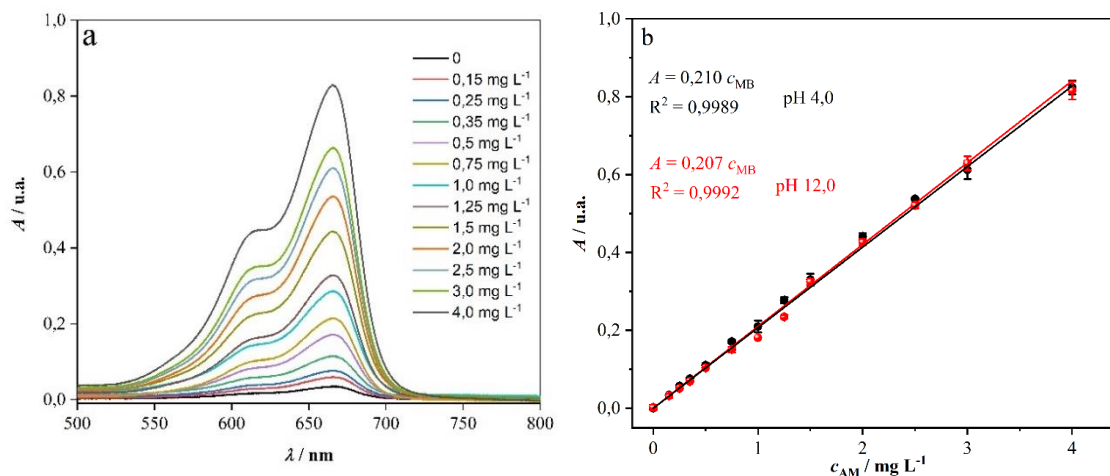 a
1,0
0,8
0,6
0,4
0,2
0,0
A / u.a.
500
550
600
650
700
750
800
λ / nm
0
0,15 mg L⁻¹
0,25 mg L⁻¹
0,35 mg L⁻¹
0,5 mg L⁻¹
0,75 mg L⁻¹
1,0 mg L⁻¹
1,25 mg L⁻¹
1,5 mg L⁻¹
2,0 mg L⁻¹
2,5 mg L⁻¹
3,0 mg L⁻¹
4,0 mg L⁻¹
b
1,0
0,8
0,6
0,4
0,2
0,0
A / u.a.
A = 0,210 c_MB
R² = 0,9989 pH 4,0
A = 0,207 c_MB
R² = 0,9992 pH 12,0
0
1
2
3
4
c_AM / mg L⁻¹